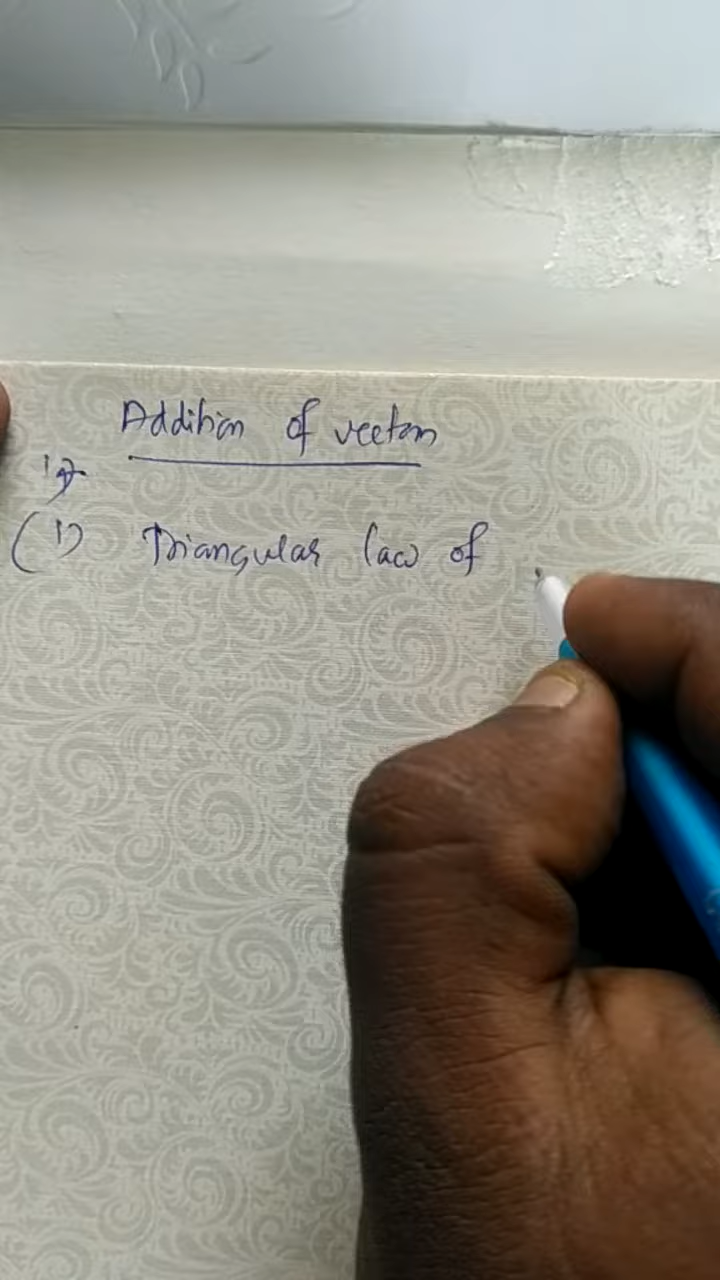 Addition of vectors
(1) Triangular law of